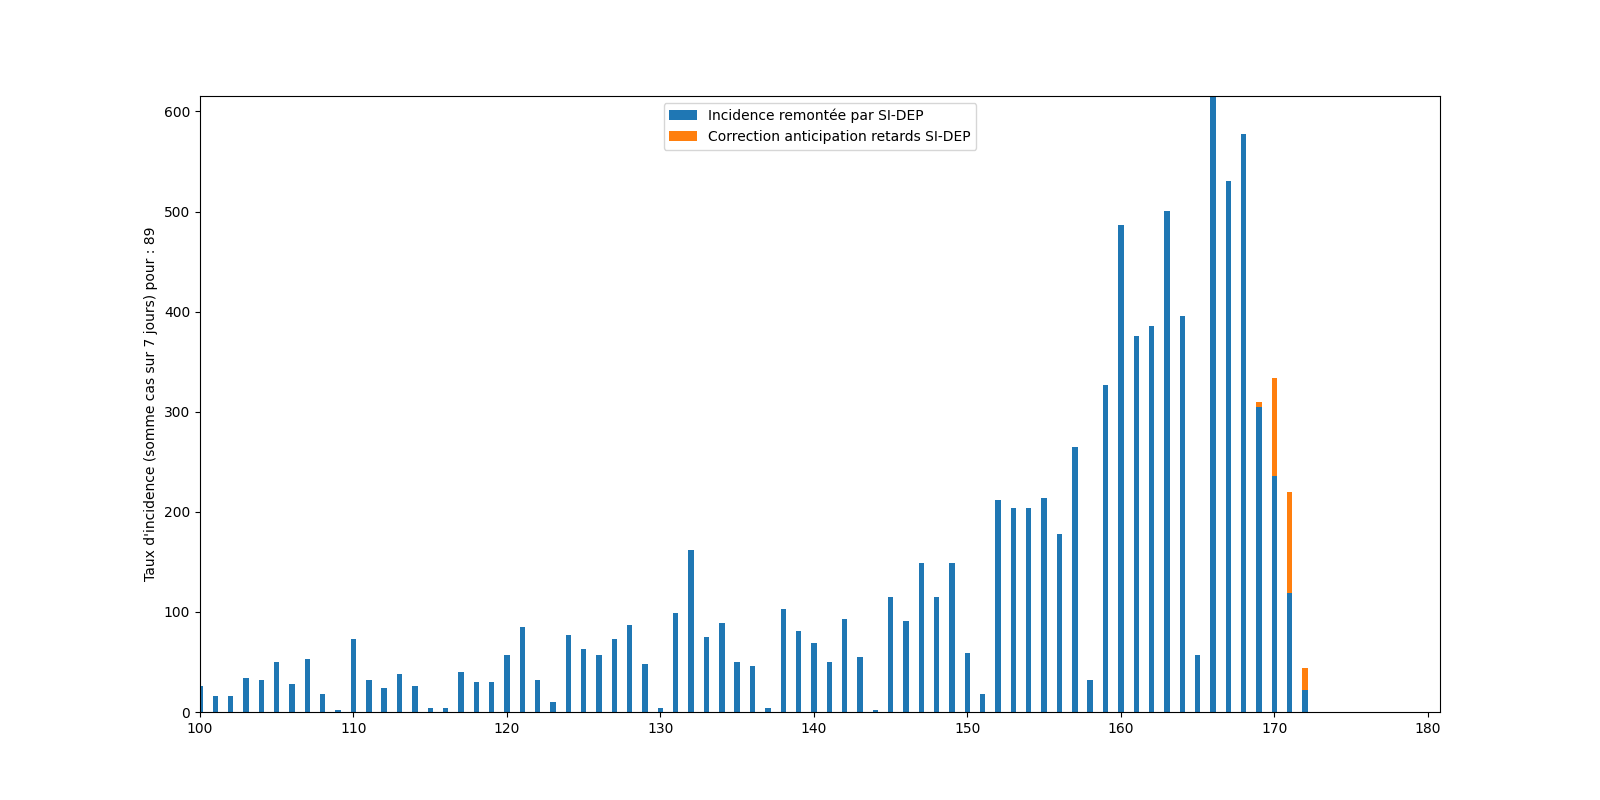 Incidence remontée par SI-DEP
Correction anticipation retards SI-DEP
Taux d'incidence (somme cas sur 7 jours) pour : 89
600
500
400
300
200
100
0
100 110 120 130 140 150 160 170 180